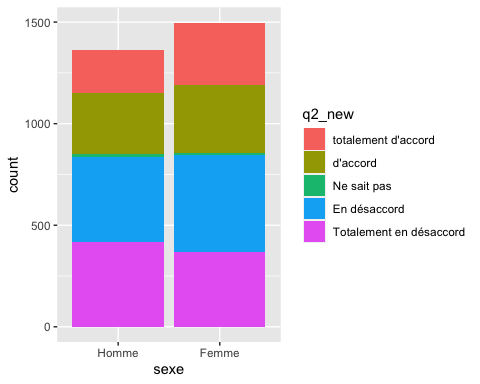 1500
1000
500
0
count
Homme
Femme
sexe
q2_new
totalement d'accord
d'accord
Ne sait pas
En désaccord
Totalement en désaccord